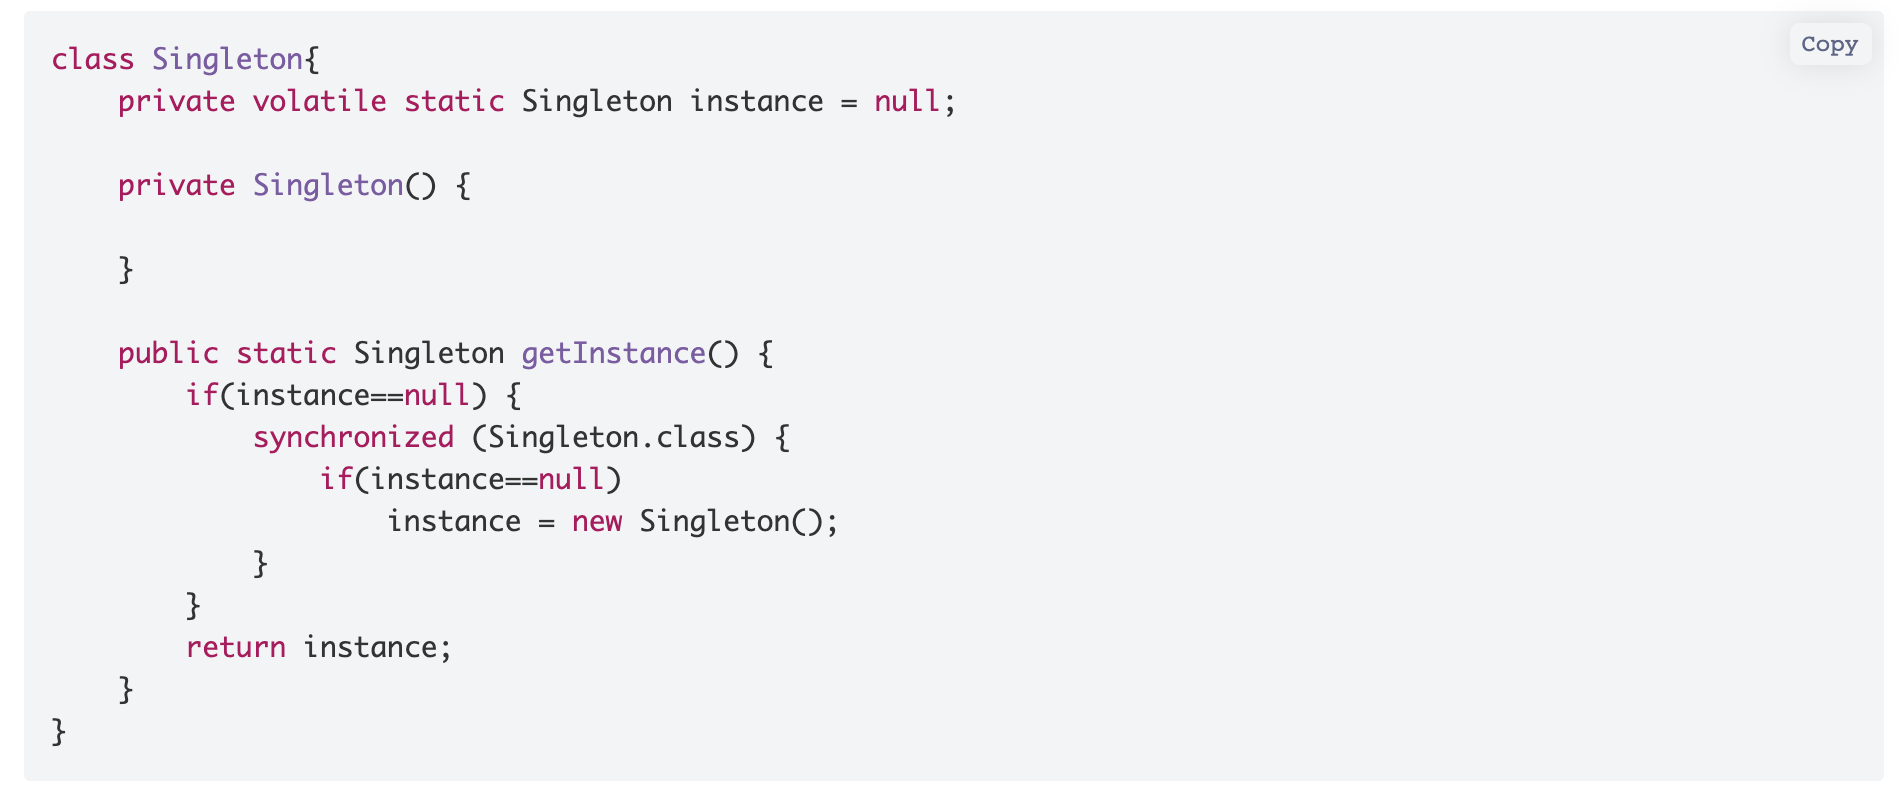 Copy
class Singleton{
    private volatile static Singleton instance = null;
    private Singleton() {
    }
    public static Singleton getInstance() {
        if(instance==null) {
            synchronized (Singleton.class) {
                if(instance==null)
                    instance = new Singleton();
            }
        }
        return instance;
    }
}